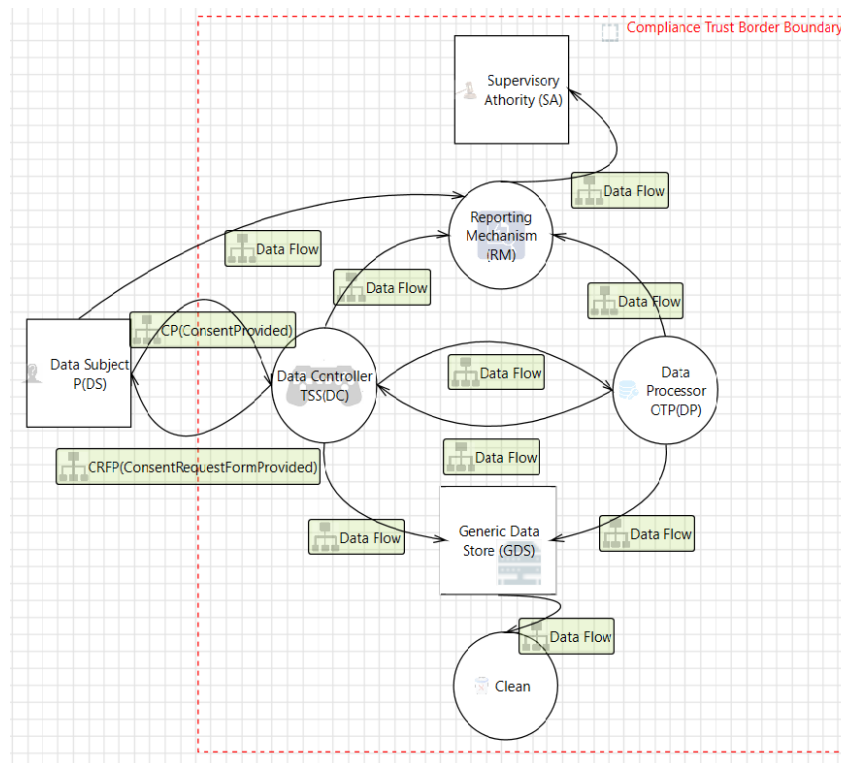 Compliance Trust Border Boundary
Supervisory
Athority (SA)
Data Flow
Reporting
Mechanism
(RM)
Data Flow
Data Flow
Data Flow
CP(ConsentProvided)
Data Subject
P(DS)
Data Controller
TSS(DC)
Data Flow
Data
Processor
OTP(DP)
CRFP(ConsentRequestFormProvided)
Data Flow
Data Flow
Generic Data
Store (GDS)
Data Flow
Data Flow
Clean